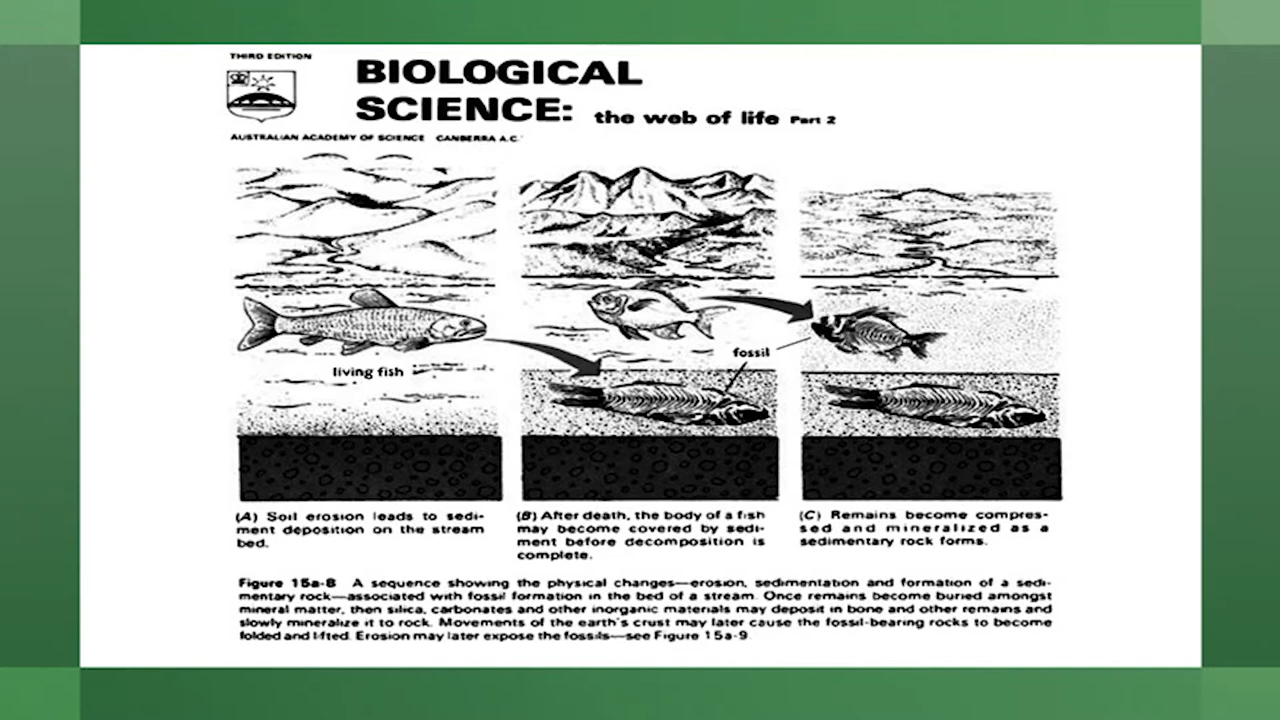 THIRD EDITION
BIOLOGICAL
SCIENCE: the web of life Part 2
AUSTRALIAN ACADEMY OF SCIENCE CANBERRA A.C.
living fish
fossil
(A) Soil erosion leads to sedi-
ment deposition on the stream
bed.
(B) After death, the body of a fish
may become covered by sedi-
ment before decomposition is
complete.
(C) Remains become compres-
sed and mineralized as a
sedimentary rock forms.
Figure 15a-8 A sequence showing the physical changes—erosion, sedimentation and formation of a sedi-
mentary rock—associated with fossil formation in the bed of a stream. Once remains become buried amongst
mineral matter, then silica, carbonates and other inorganic materials may deposit in bone and other remains and
slowly mineralize it to rock. Movements of the earth's crust may later cause the fossil-bearing rocks to become
folded and lifted. Erosion may later expose the fossils—see Figure 15a-9